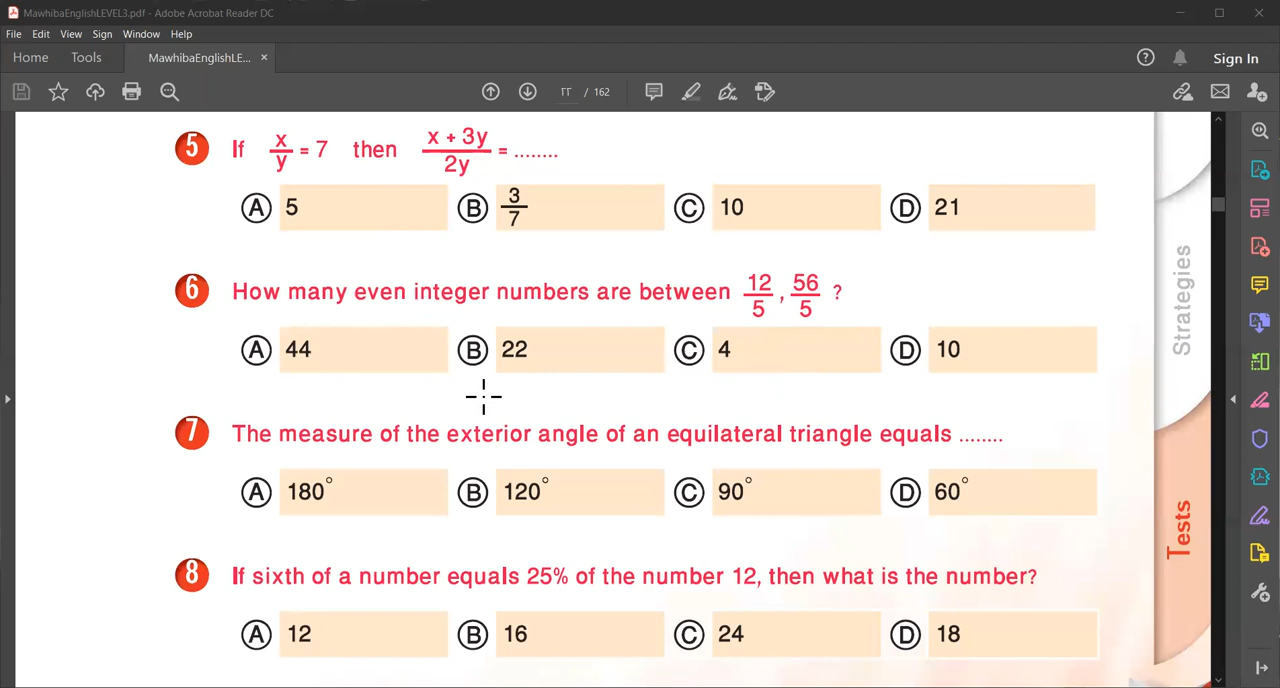 MawhibaEnglishLEVEL3.pdf - Adobe Acrobat Reader DC
File Edit View Sign Window Help
Home Tools MawhibaEnglishLE... × Sign In
٢٢ / 162
5 If x/y = 7 then (x + 3y)/2y = ........
A 5 B 3/7 C 10 D 21
6 How many even integer numbers are between 12/5 , 56/5 ?
A 44 B 22 C 4 D 10
7 The measure of the exterior angle of an equilateral triangle equals ........
A 180° B 120° C 90° D 60°
8 If sixth of a number equals 25% of the number 12, then what is the number?
A 12 B 16 C 24 D 18
Strategies
Tests